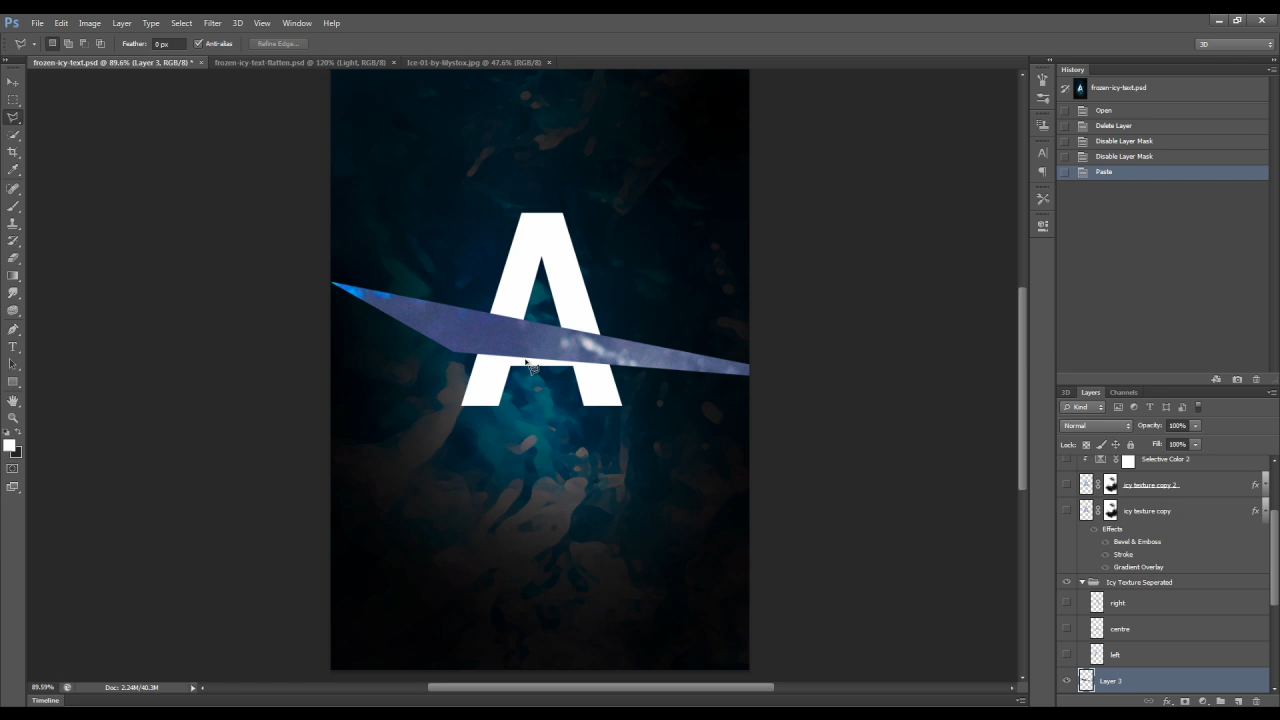 Ps File Edit Image Layer Type Select Filter 3D View Window Help
Feather: 0 px Anti-alias Refine Edge... 3D
frozen-icy-text.psd @ 89.6% (Layer 3, RGB/8) * × frozen-icy-text-flatten.psd @ 120% (Light, RGB/8) × Ice-01-by-lilystox.jpg @ 47.6% (RGB/8) ×
History
frozen-icy-text.psd
Open
Delete Layer
Disable Layer Mask
Disable Layer Mask
Paste
A
3D Layers Channels
Kind
Normal Opacity: 100%
Lock: Fill: 100%
Selective Color 2
icy texture copy 2 fx
icy texture copy fx
Effects
Bevel & Emboss
Stroke
Gradient Overlay
Icy Texture Seperated
right
centre
left
Layer 3
89.59% Doc: 2.24M/40.3M
Timeline